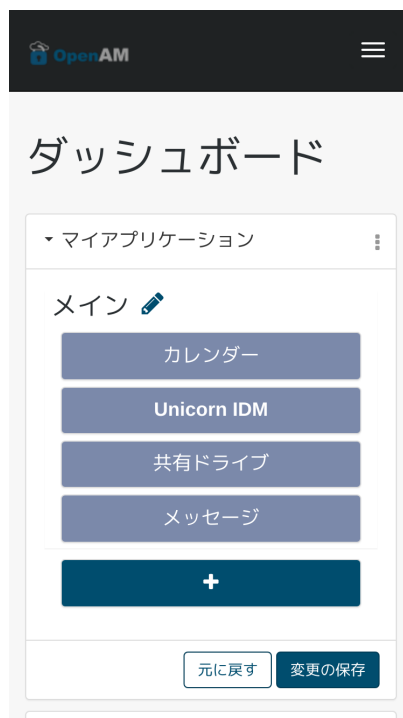 OpenAM
ダッシュボード
マイアプリケーション
メイン
カレンダー
Unicorn IDM
共有ドライブ
メッセージ
+
元に戻す
変更の保存